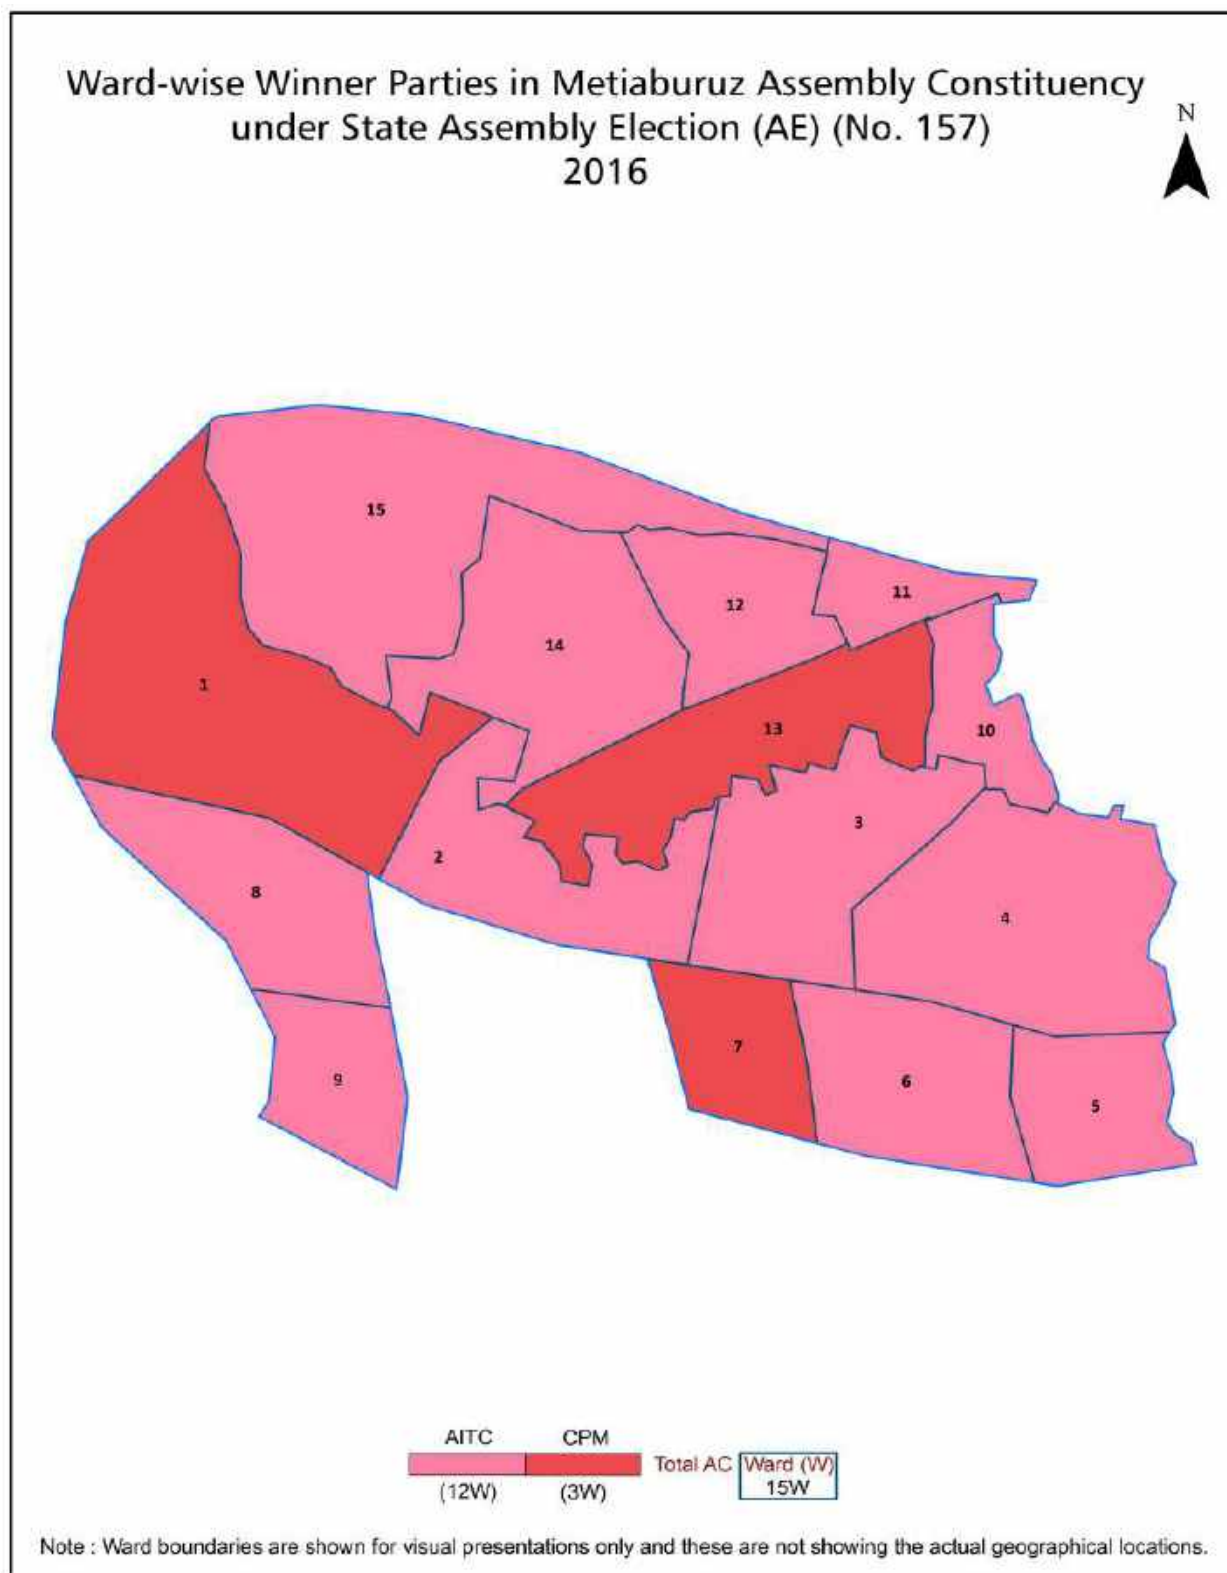 Ward-wise Winner Parties in Metiaburuz Assembly Constituency
under State Assembly Election (AE) (No. 157)
2016
N
15
11
12
14
1
13
10
3
2
8
4
7
9
6
5
AITC CPM
Total AC Ward (W)
(12W) (3W) 15W
Note : Ward boundaries are shown for visual presentations only and these are not showing the actual geographical locations.